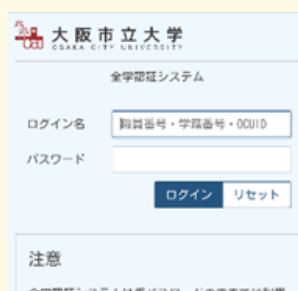 大阪市立大学
OSAKA CITY UNIVERSITY
全学認証システム
ログイン名
職員番号・学籍番号・OCUID
パスワード
ログイン リセット
注意